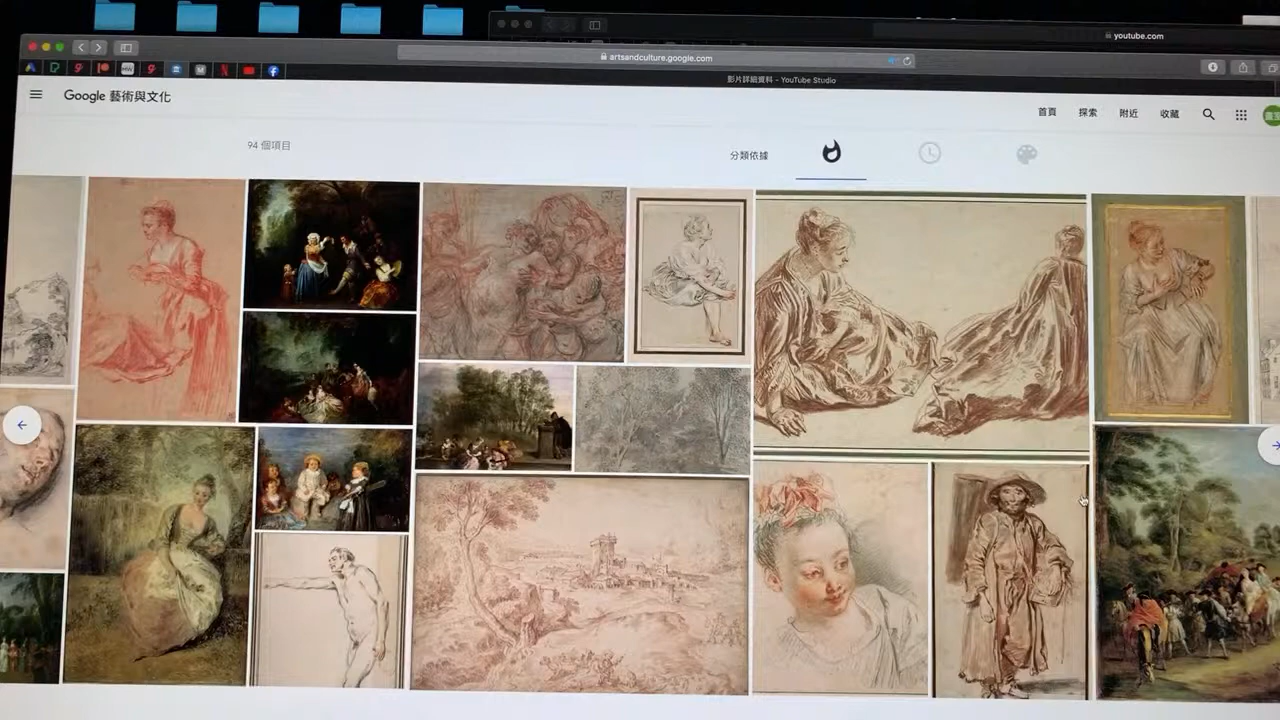 youtube.com
artsandculture.google.com
影片詳細資料 - YouTube Studio
Google 藝術與文化
首頁 探索 附近 收藏
94 個項目
分類依據